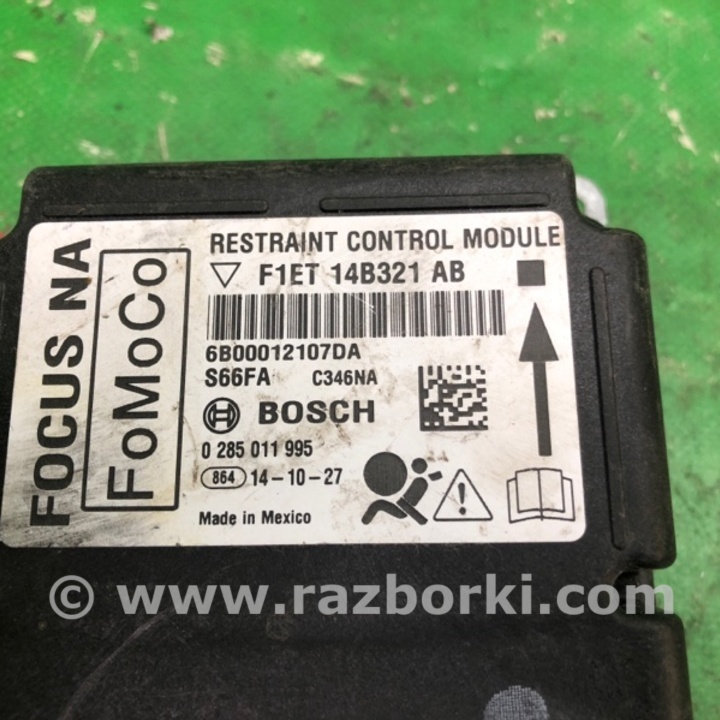 FOCUS NA
FoMoCo
RESTRAINT CONTROL MODULE
F1ET 14B321 AB
6B00012107DA
S66FA C346NA
BOSCH
0 285 011 995
864 14-10-27
Made in Mexico
© www.razborki.com